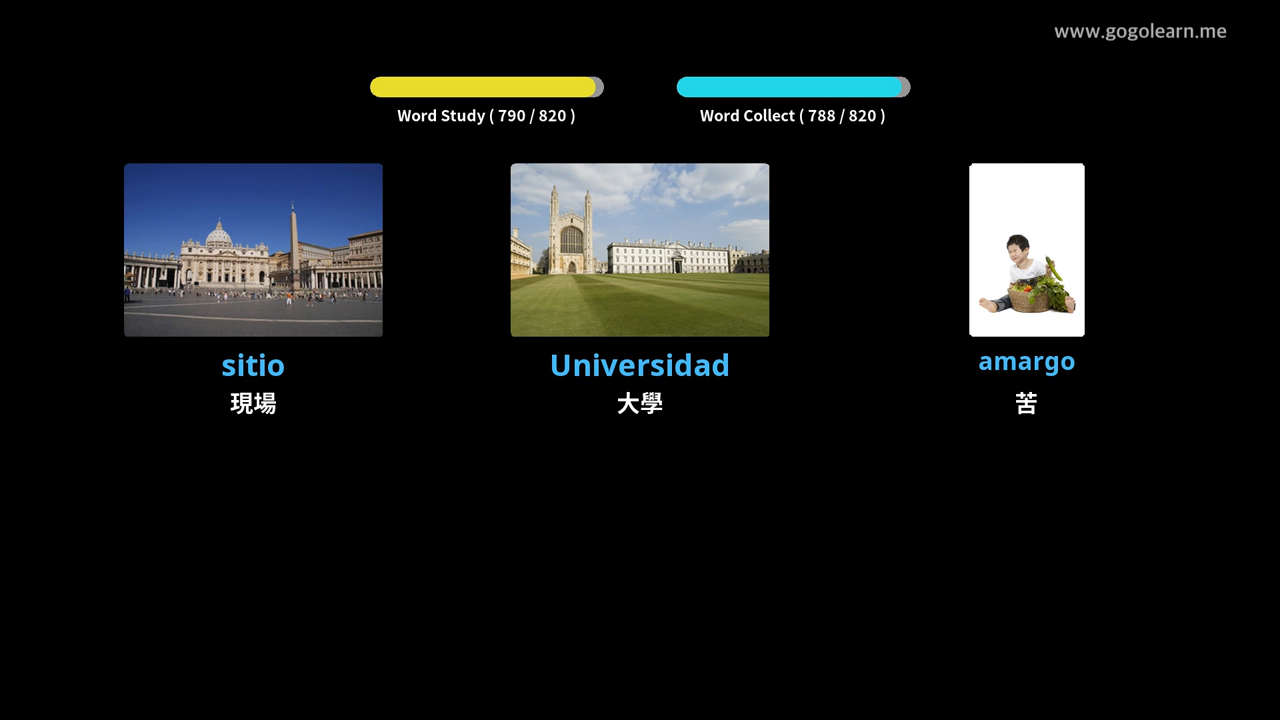 www.gogolearn.me
Word Study ( 790 / 820 )
Word Collect ( 788 / 820 )
sitio
現場
Universidad
大學
amargo
苦